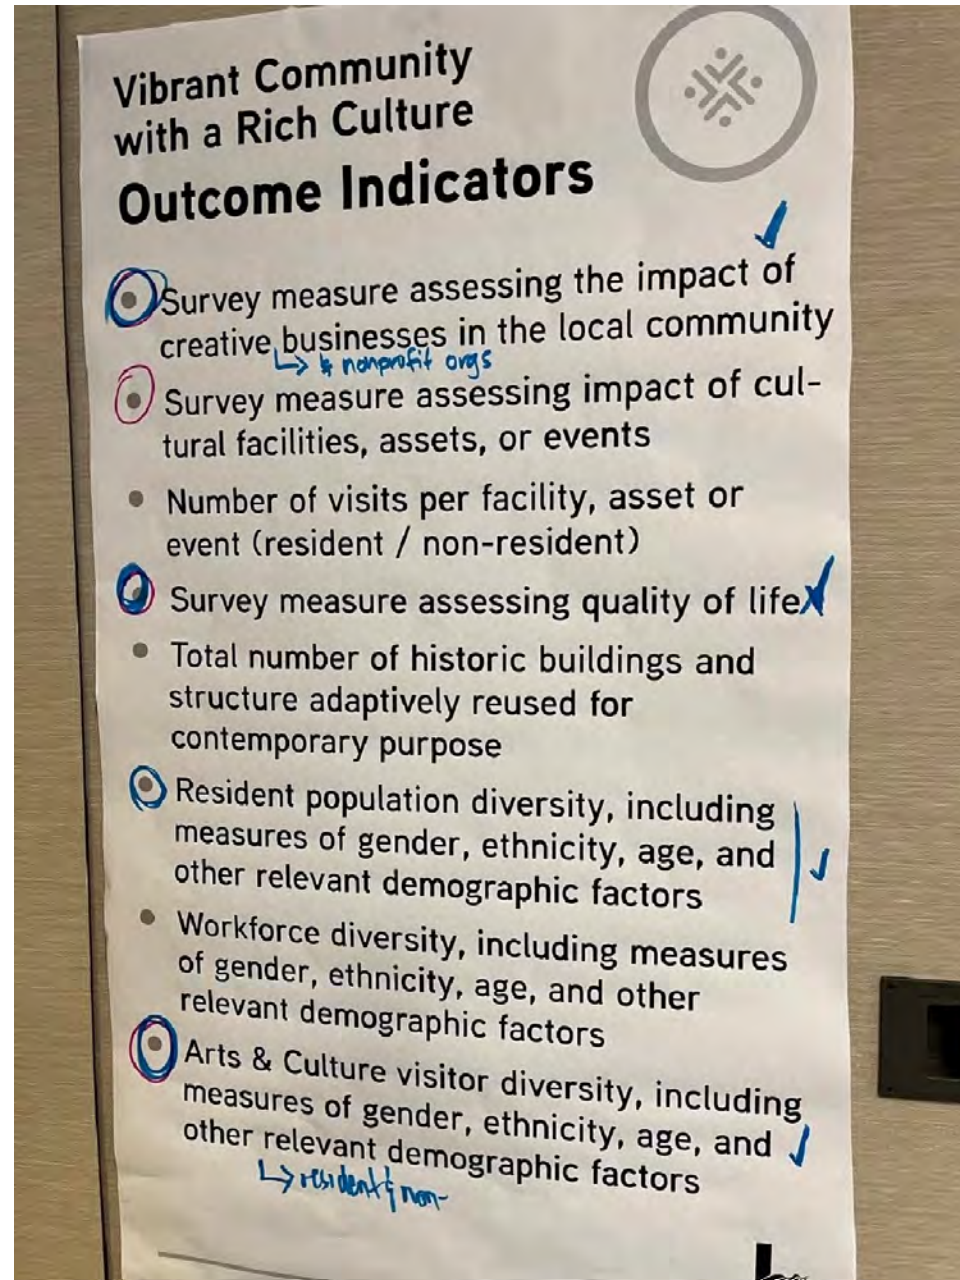 Vibrant Community
with a Rich Culture
Outcome Indicators
Survey measure assessing the impact of
creative businesses in the local community
↳ & nonprofit orgs
Survey measure assessing impact of cul-
tural facilities, assets, or events
Number of visits per facility, asset or
event (resident / non-resident)
Survey measure assessing quality of life
Total number of historic buildings and
structure adaptively reused for
contemporary purpose
Resident population diversity, including
measures of gender, ethnicity, age, and
other relevant demographic factors
Workforce diversity, including measures
of gender, ethnicity, age, and other
relevant demographic factors
Arts & Culture visitor diversity, including
measures of gender, ethnicity, age, and
other relevant demographic factors
↳ resident & non-